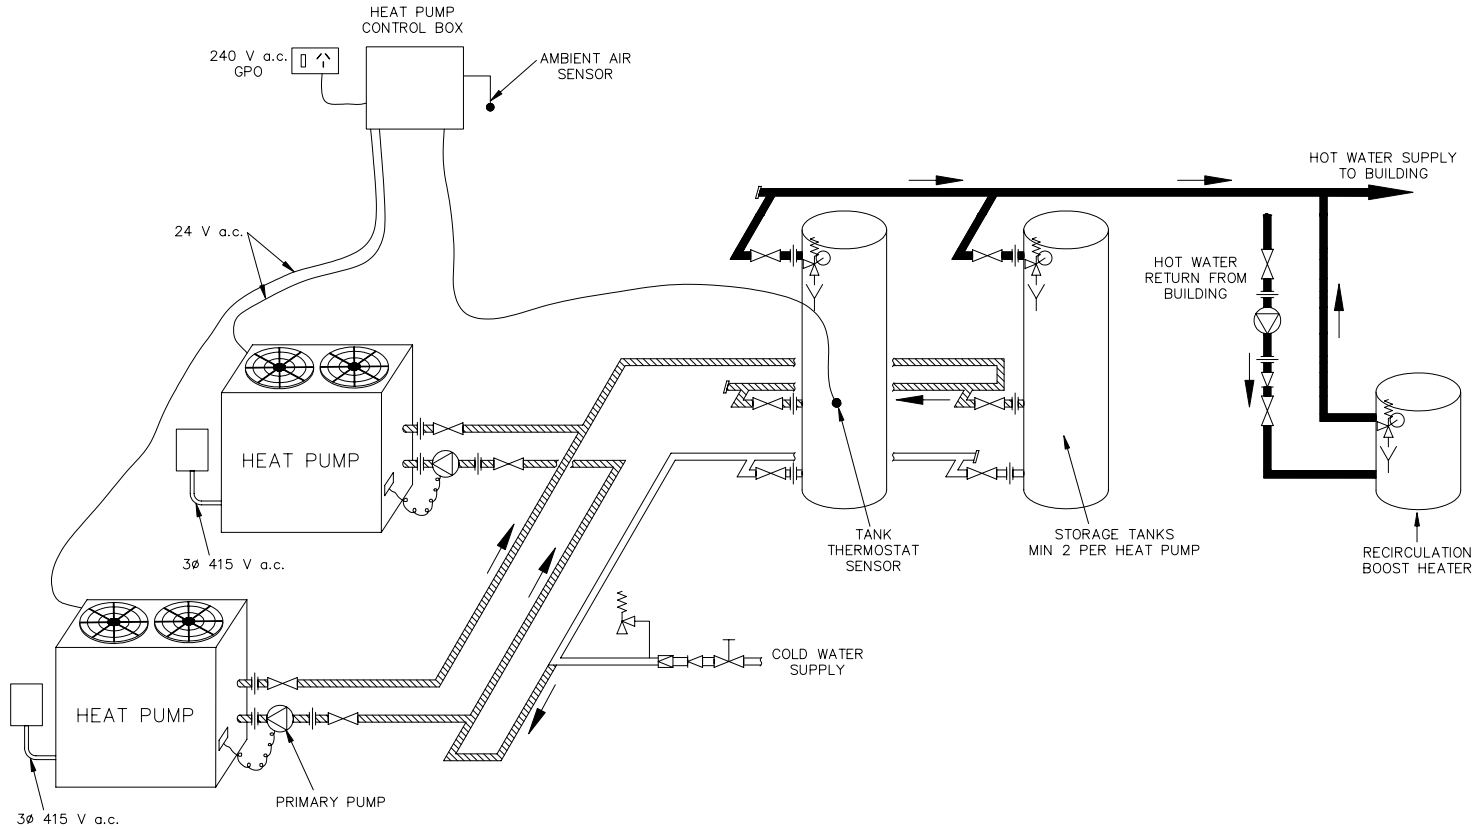 HEAT PUMP
CONTROL BOX
240 V a.c.
GPO
AMBIENT AIR
SENSOR
HOT WATER SUPPLY
TO BUILDING
24 V a.c.
HOT WATER
RETURN FROM
BUILDING
HEAT PUMP
TANK
THERMOSTAT
SENSOR
STORAGE TANKS
MIN 2 PER HEAT PUMP
RECIRCULATION
BOOST HEATER
3ø 415 V a.c.
COLD WATER
SUPPLY
HEAT PUMP
PRIMARY PUMP
3ø 415 V a.c.